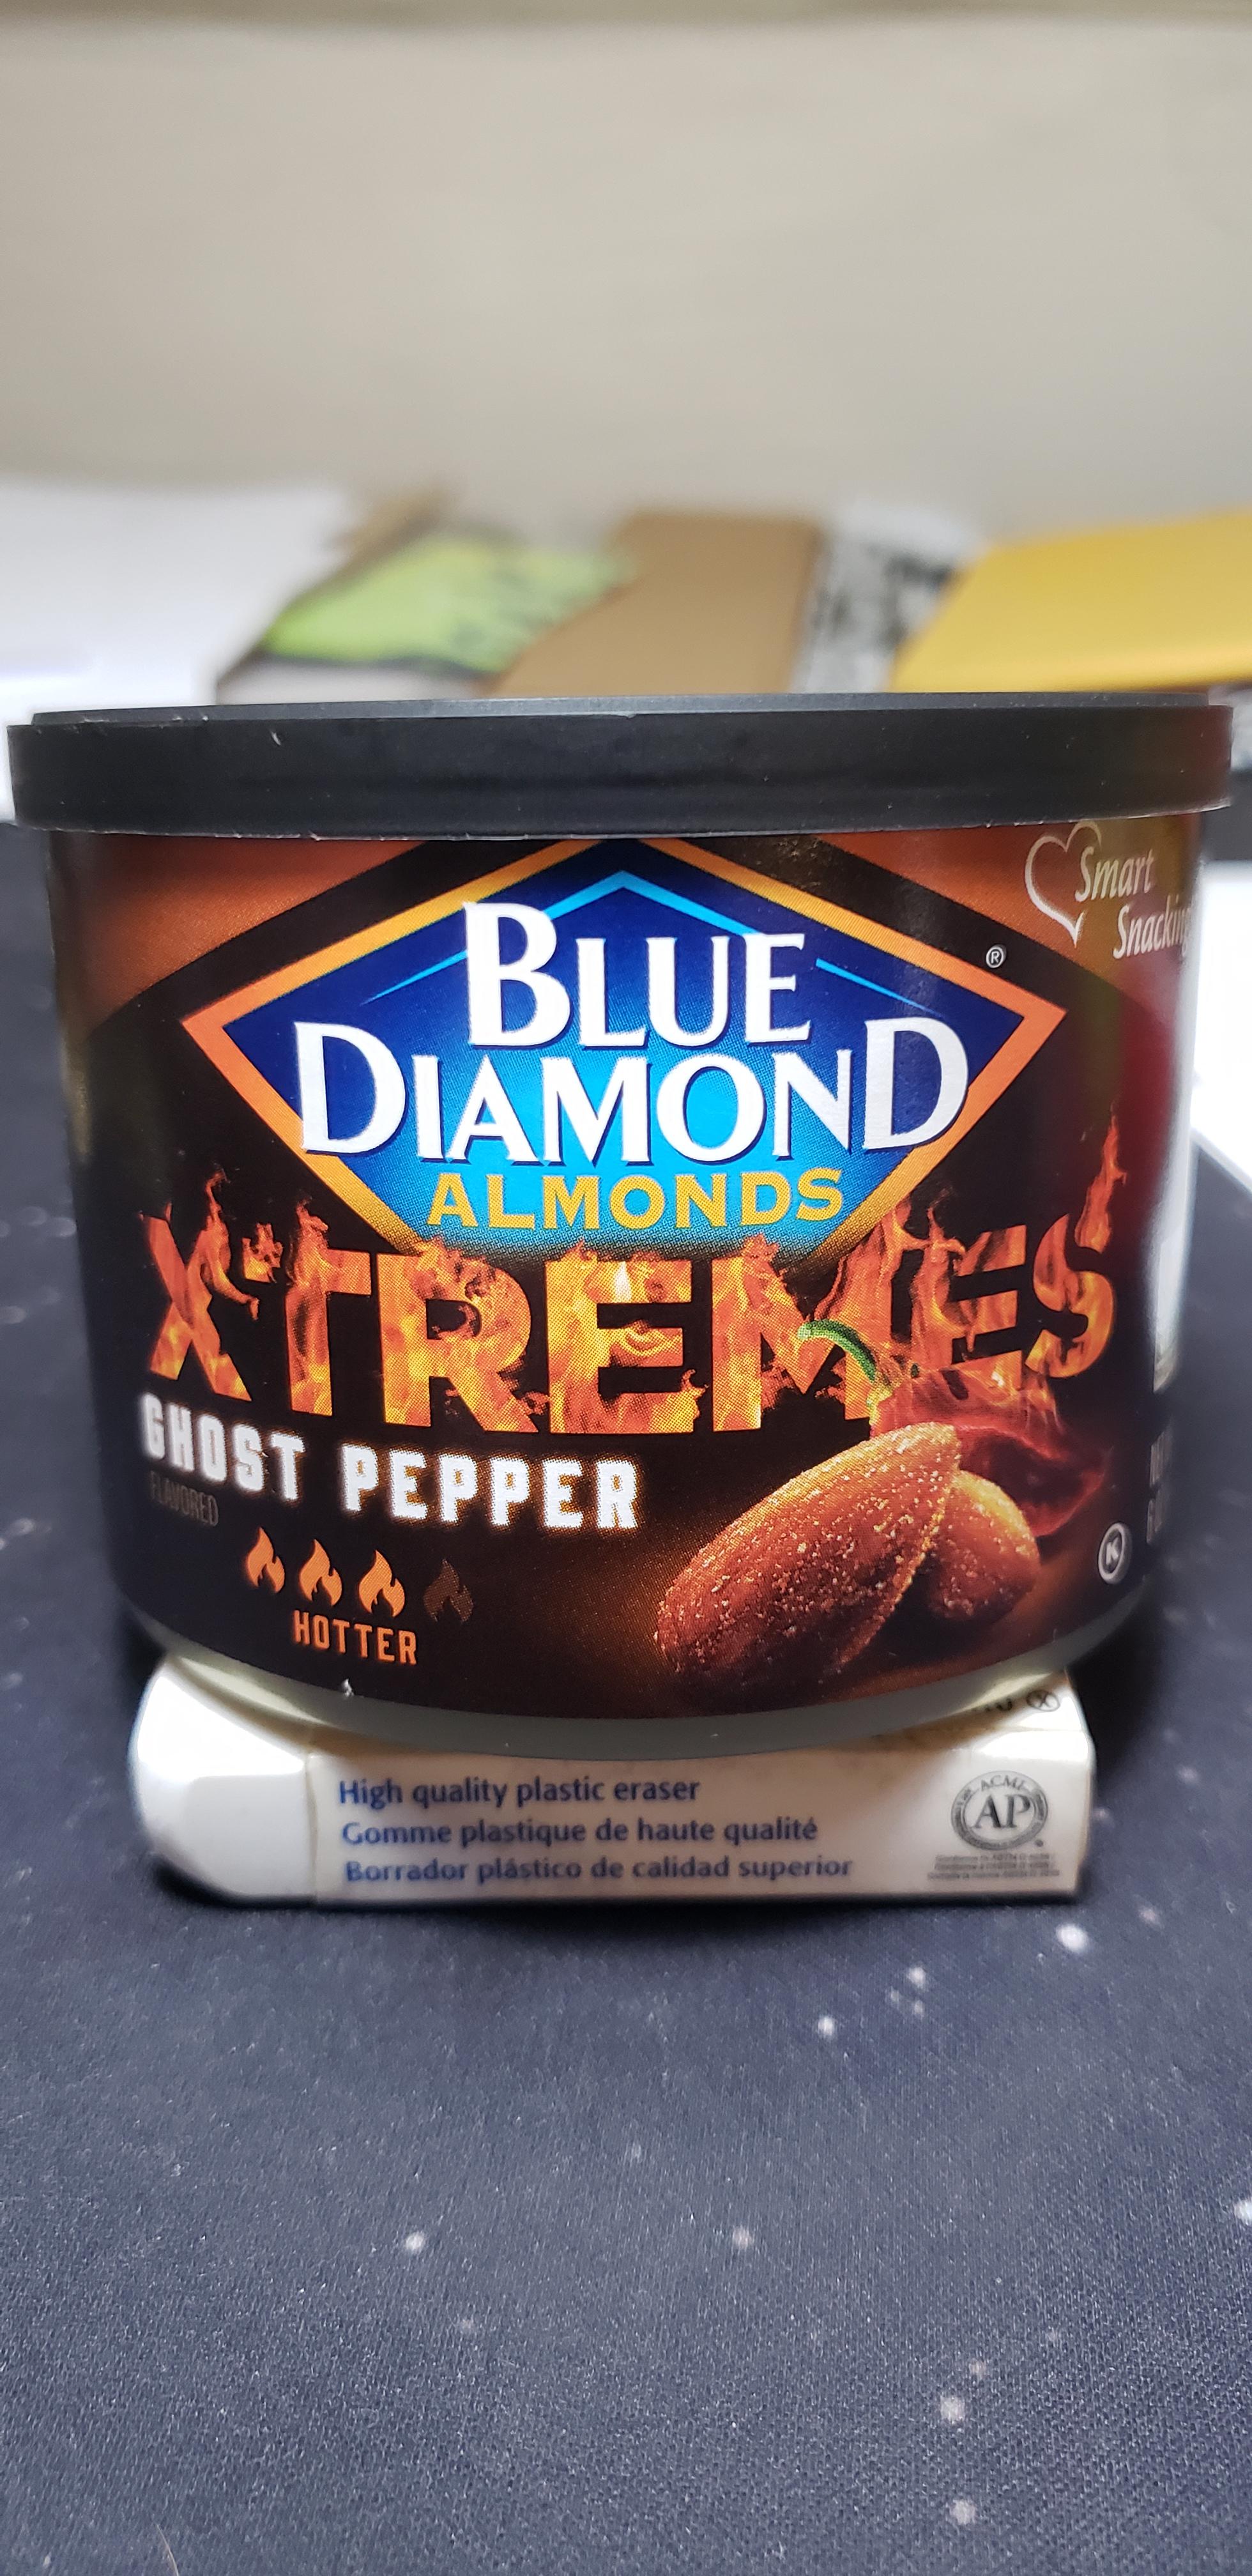 Smart
Snacking
BLUE
DIAMOND
®
ALMONDS
XTREMES
GHOST PEPPER
FLAVORED
HOTTER
K
High quality plastic eraser
Gomme plastique de haute qualité
Borrador plástico de calidad superior
ACMI
AP